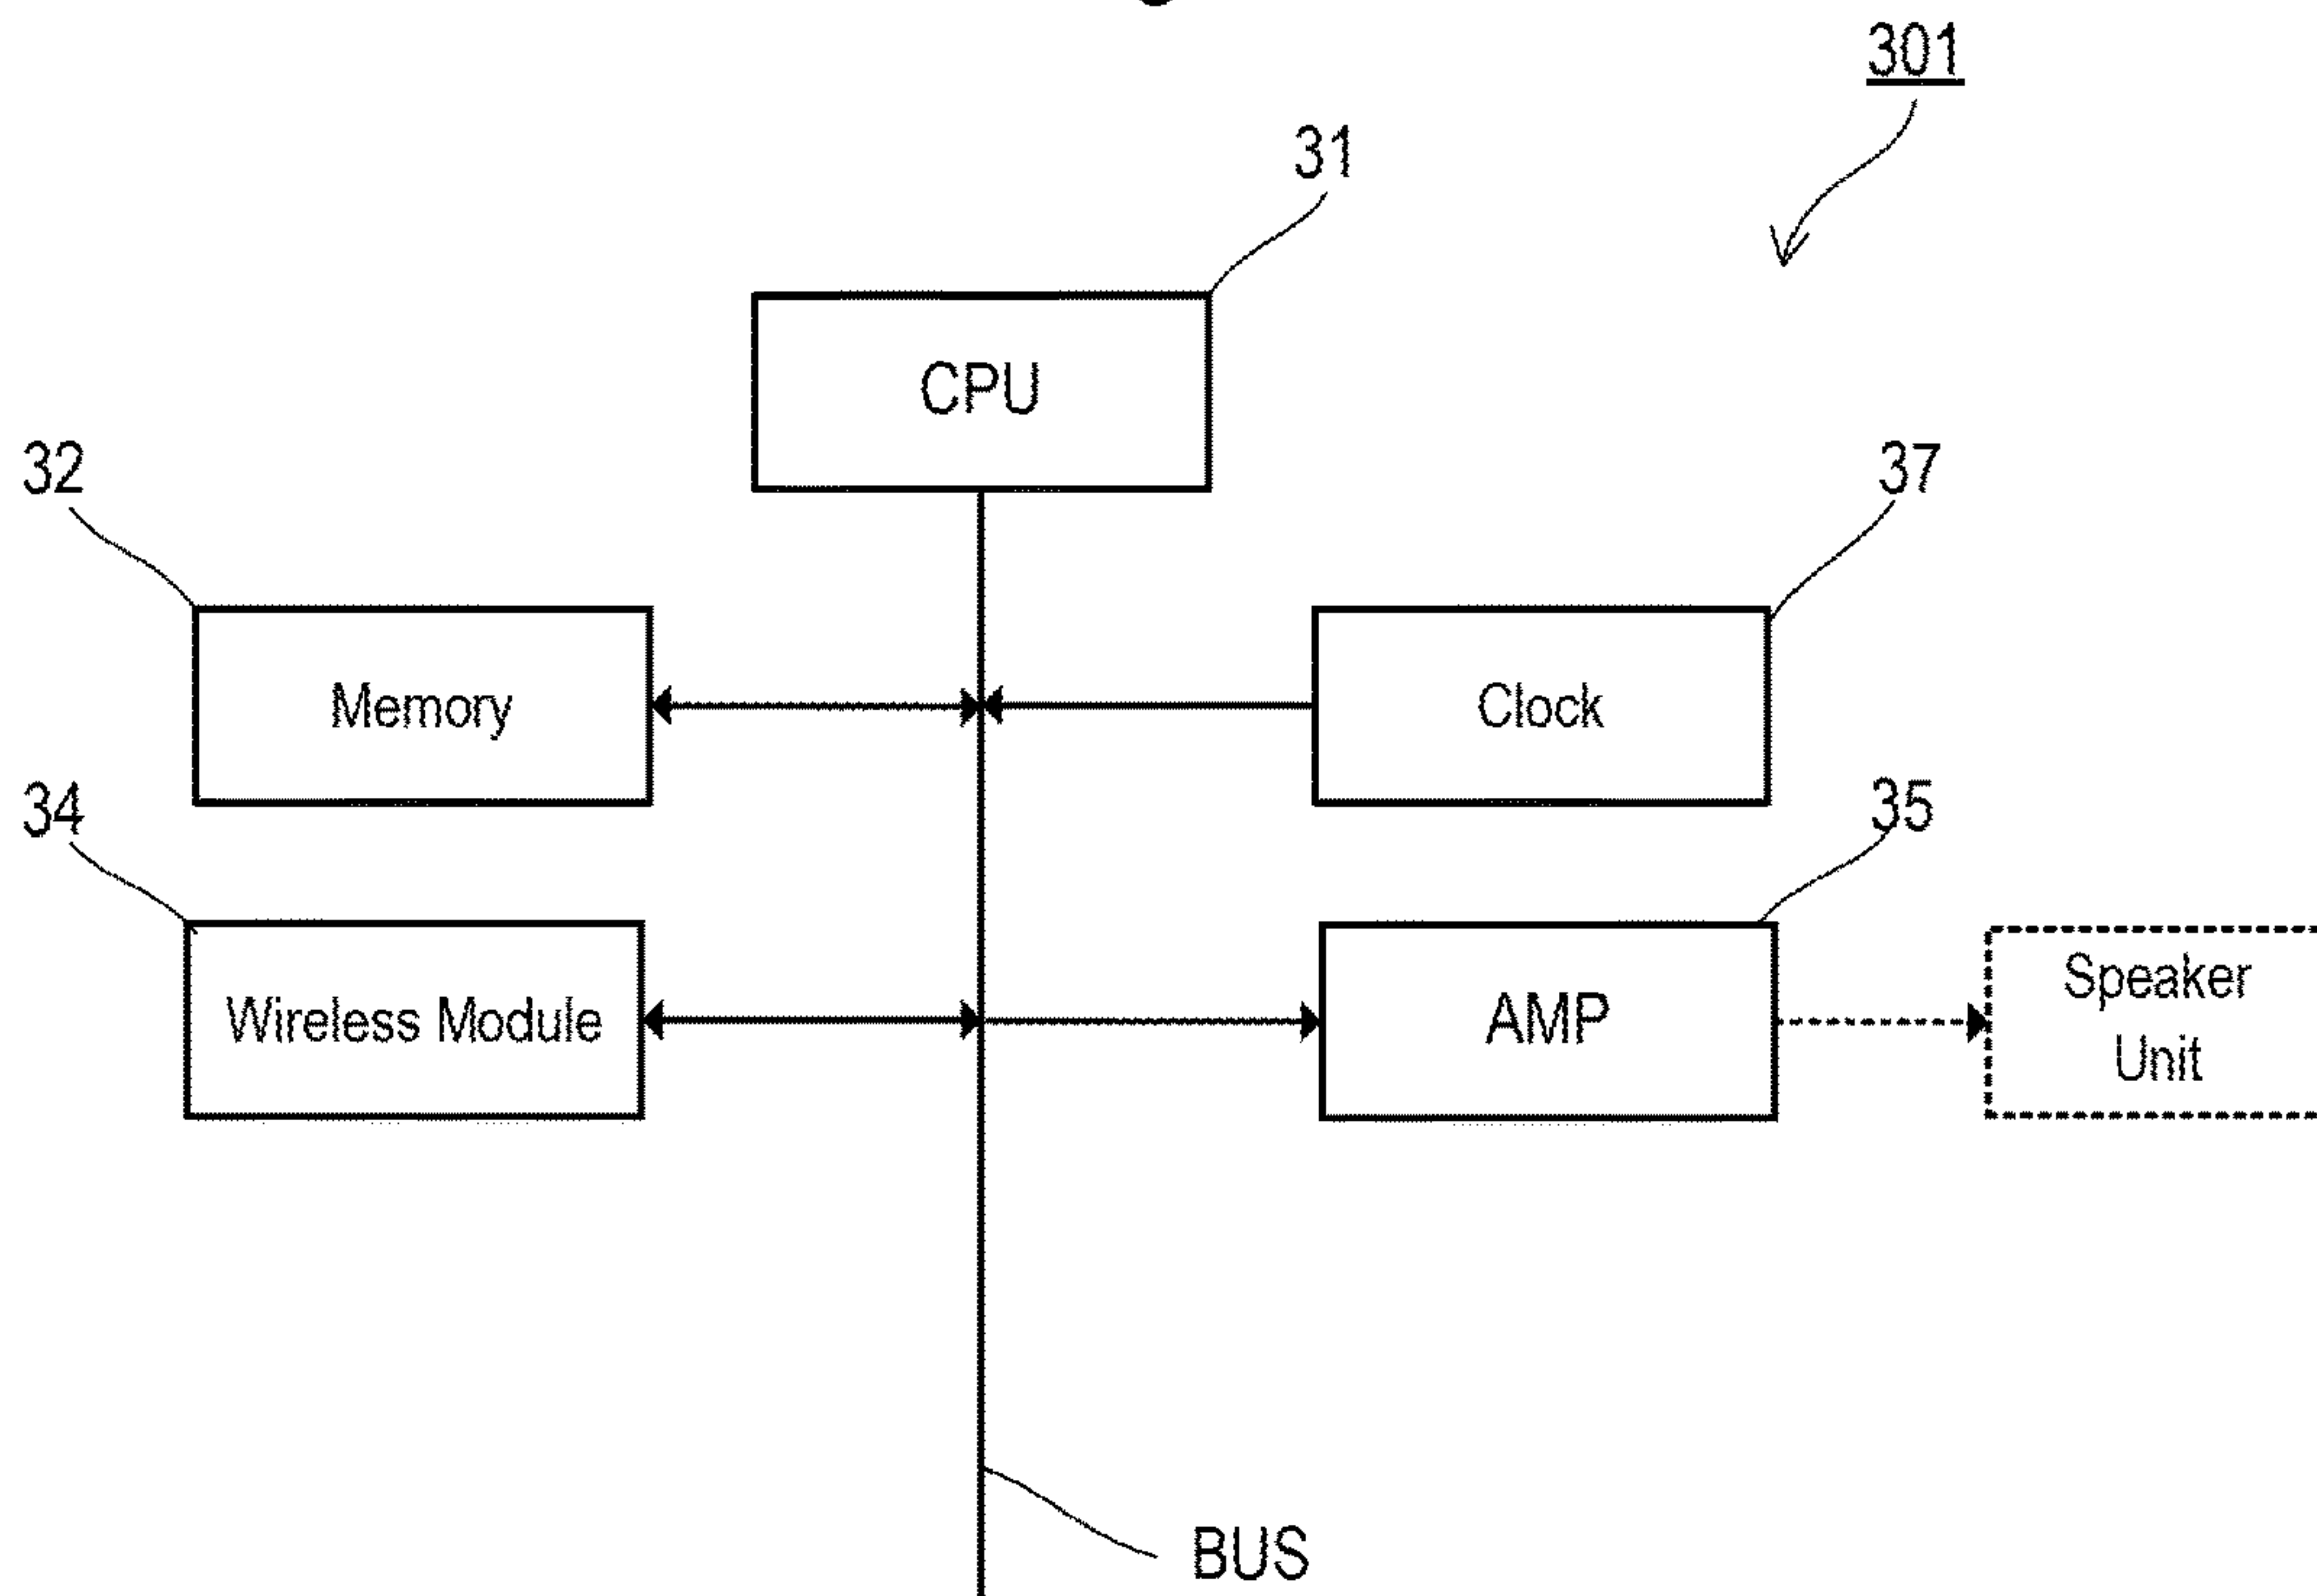 301
31
CPU
32
37
Memory
Clock
34
35
Wireless Module
AMP
Speaker
Unit
BUS